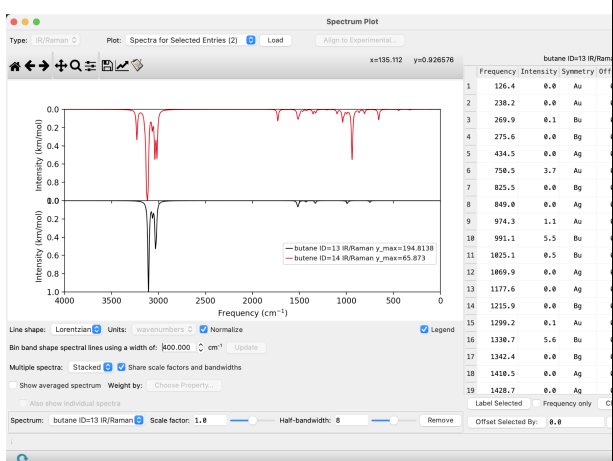 Spectrum Plot
Type: IR/Raman Plot: Spectra for Selected Entries (2) Load Align to Experimental...
x=135.112 y=0.926576
butane ID=13 IR/Rama
Frequency Intensity Symmetry Off
1 126.4 0.0 Au
2 238.2 0.0 Au
3 269.9 0.1 Bu
4 275.6 0.0 Bg
5 434.5 0.0 Ag
6 750.5 3.7 Au
7 825.5 0.0 Bg
8 849.0 0.0 Ag
9 974.3 1.1 Au
10 991.1 5.5 Bu
11 1025.1 0.5 Bu
12 1069.9 0.0 Ag
13 1177.6 0.0 Ag
14 1215.9 0.0 Bg
15 1299.2 0.1 Au
16 1330.7 5.6 Bu
17 1342.4 0.0 Bg
18 1410.5 0.0 Ag
19 1428.7 0.0 Ag
Intensity (km/mol)
0.0
0.2
0.4
0.6
0.8
Intensity (km/mol)
0.2
0.4
0.6
0.8
1.0
butane ID=13 IR/Raman y_max=194.8138
butene ID=14 IR/Raman y_max=65.873
4000 3500 3000 2500 2000 1500 1000 500 0
Frequency (cm⁻¹)
Line shape: Lorentzian Units: wavenumbers Normalize Legend
Bin band shape spectral lines using a width of: 400.000 cm⁻¹ Update
Multiple spectra: Stacked Share scale factors and bandwidths
Show averaged spectrum Weight by: Choose Property...
Also show individual spectra
Label Selected Frequency only
Spectrum: butane ID=13 IR/Raman Scale factor: 1.0 Half-bandwidth: 8 Remove
Offset Selected By: 0.0